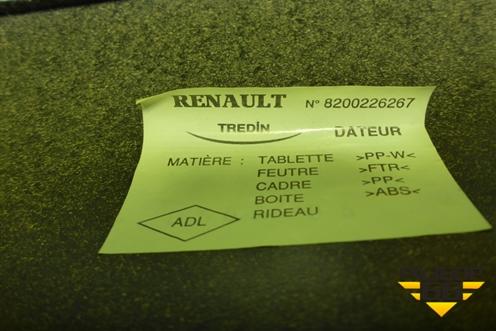 RENAULT N° 8200226267
TREDiN DATEUR
MATIÈRE : TABLETTE >PP-W<
FEUTRE >FTR<
CADRE >PP<
BOITE >ABS<
RIDEAU
ADL